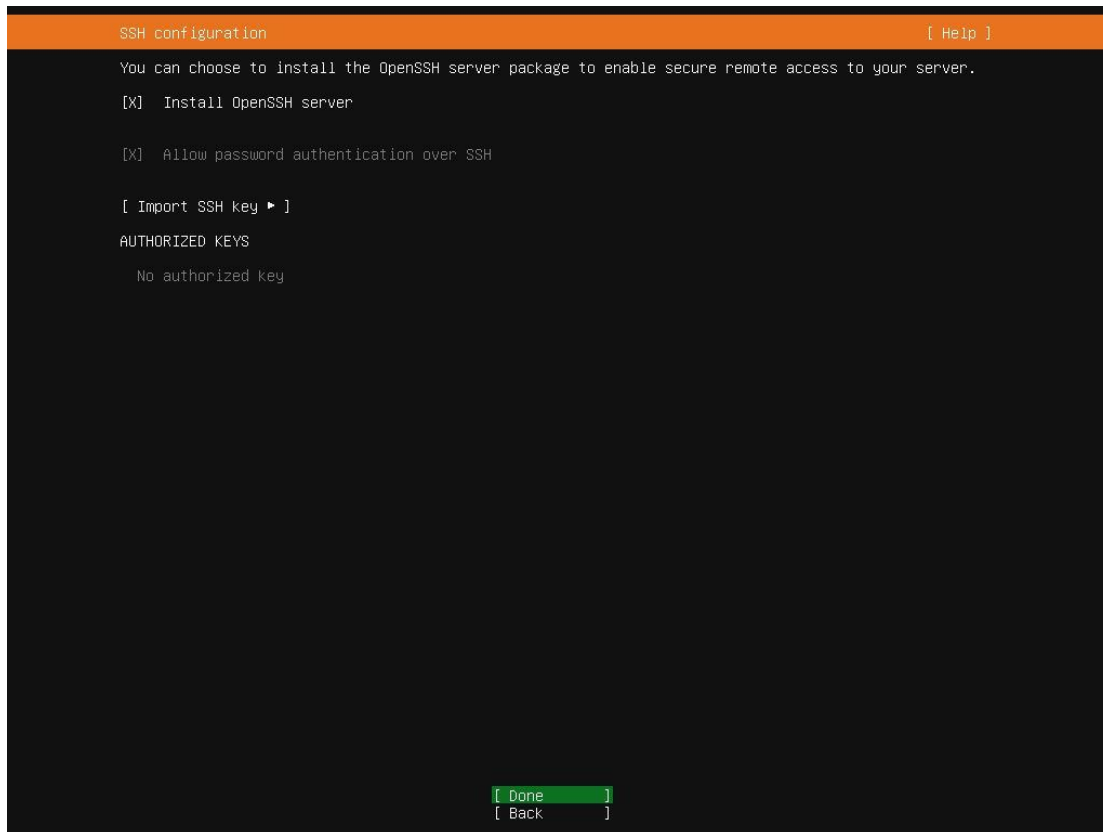 SSH configuration [ Help ]
You can choose to install the OpenSSH server package to enable secure remote access to your server.
[X] Install OpenSSH server
[X] Allow password authentication over SSH
[ Import SSH key ▸ ]
AUTHORIZED KEYS
No authorized key
[ Done ]
[ Back ]